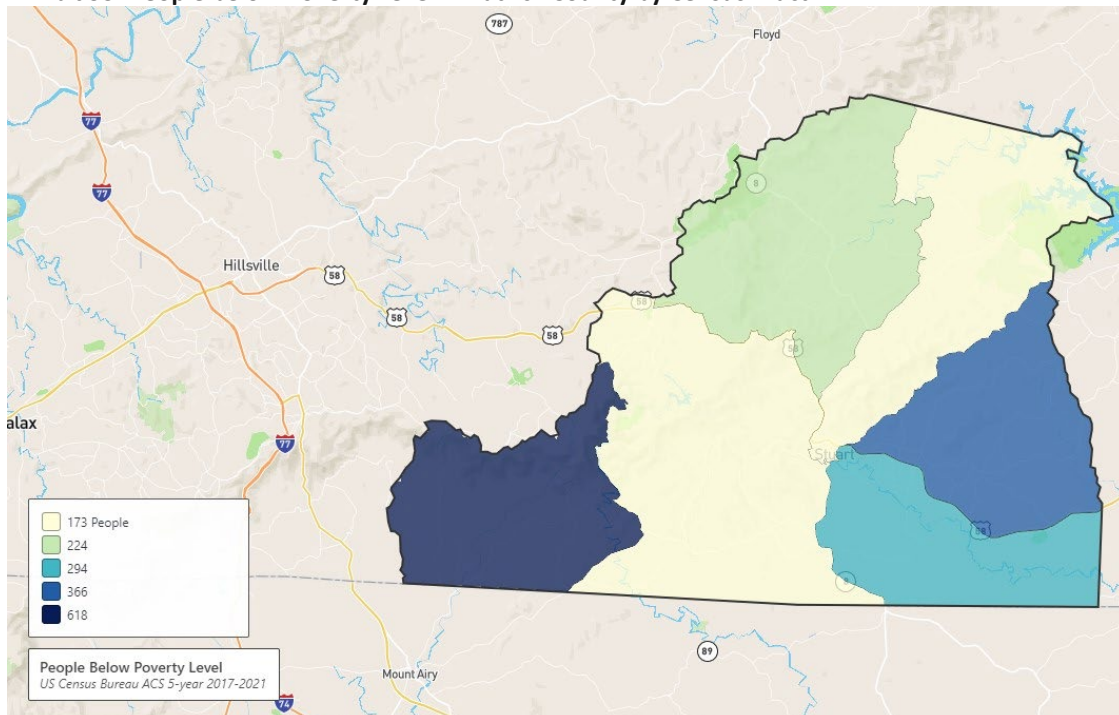 787
Floyd
77
77
8
Hillsville
58
58
58
58
58
alax
77
Stuart
58
173 People
224
294
366
618
8
People Below Poverty Level
US Census Bureau ACS 5-year 2017-2021
89
Mount Airy
74